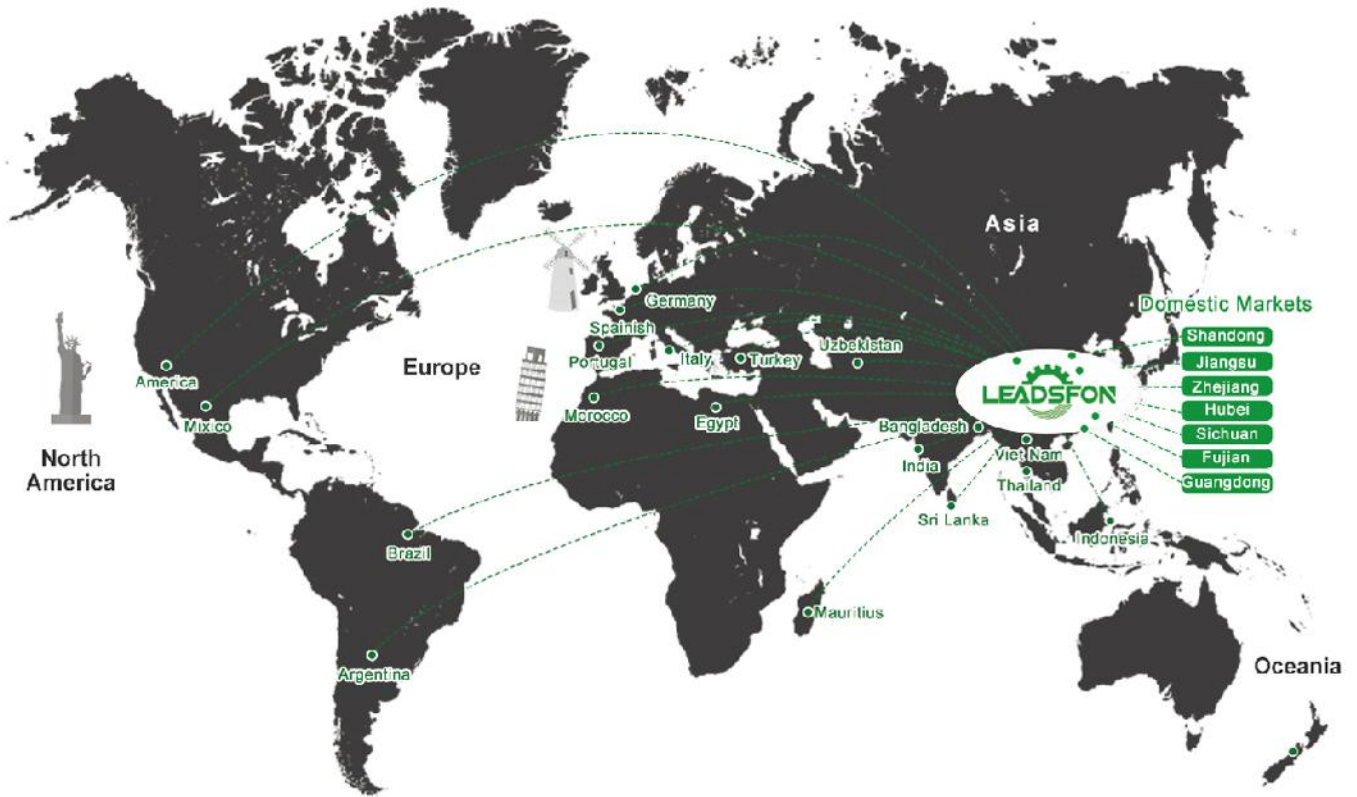 Asia
Domestic Markets
Germany
Shandong
Spainish
Uzbekistan
Jiangsu
Portugal
Italy
Turkey
Europe
America
LEADSFON
Zhejiang
Morocco
Egypt
Hubei
Mixico
Bangladesh
Sichuan
North
America
India
Viet Nam
Fujian
Thailand
Guangdong
Sri Lanka
Brazil
Indonesia
Mauritius
Argentina
Oceania